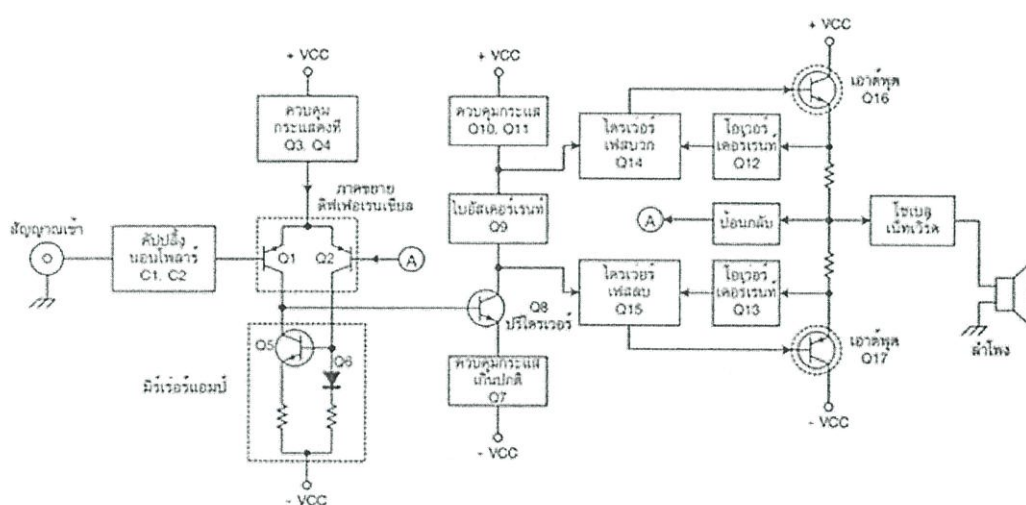 + VCC
+ VCC
+ VCC
ควบคุม
กระแสคงที่
Q3, Q4
ควบคุมกระแส
Q10, Q11
ไดรเวอร์
เฟสบวก
Q14
โอเวอร์
เคอร์เรนท์
Q12
เอาต์พุต
Q16
ภาคขยาย
ดิฟเฟอเรนเชียล
ไบอัสเคอร์เรนท์
Q9
สัญญาณเข้า
คัปปลิ้ง
นอนโพลาร์
C1, C2
Q1
Q2
A
A
ป้อนกลับ
โซเบล
เน็ทเวิร์ค
Q8
ปรีไดรเวอร์
ไดรเวอร์
เฟสลบ
Q15
โอเวอร์
เคอร์เรนท์
Q13
ลำโพง
Q5
Q6
มิร์เรอร์แอมป์
ควบคุมกระแส
เกินปกติ
Q7
เอาต์พุต
Q17
- VCC
- VCC
- VCC